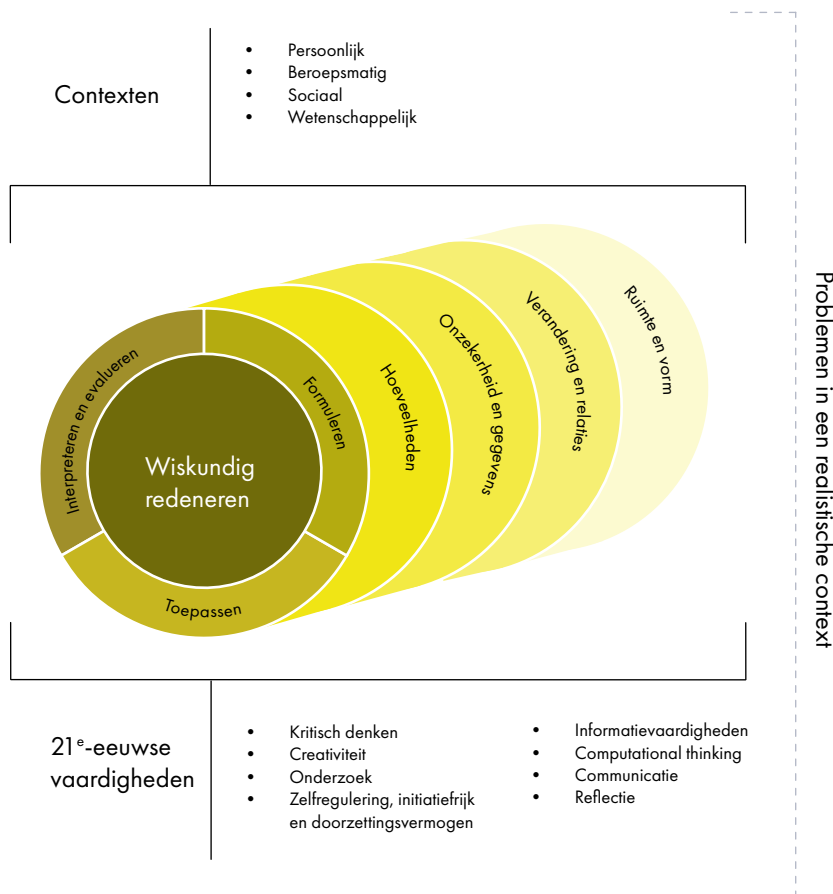 Contexten
• Persoonlijk
• Beroepsmatig
• Sociaal
• Wetenschappelijk
Interpreteren en evalueren
Formuleren
Toepassen
Wiskundig
redeneren
Hoeveelheden
Onzekerheid en gegevens
Verandering en relaties
Ruimte en vorm
Problemen in een realistische context
21e-eeuwse
vaardigheden
• Kritisch denken
• Creativiteit
• Onderzoek
• Zelfregulering, initiatiefrijk
en doorzettingsvermogen
• Informatievaardigheden
• Computational thinking
• Communicatie
• Reflectie